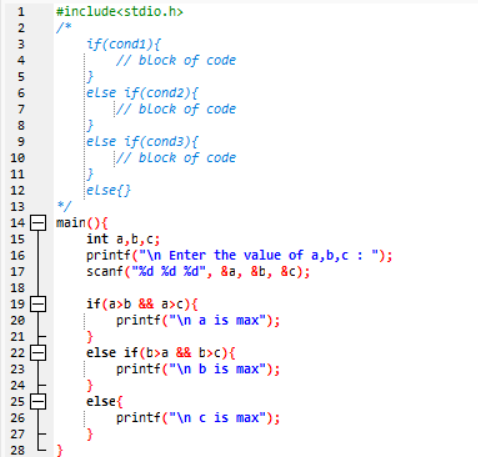 1 #include<stdio.h>
2 /*
3 if(cond1){
4 // block of code
5 }
6 else if(cond2){
7 // block of code
8 }
9 else if(cond3){
10 // block of code
11 }
12 else{}
13 */
14 main(){
15 int a,b,c;
16 printf("\n Enter the value of a,b,c : ");
17 scanf("%d %d %d", &a, &b, &c);
18
19 if(a>b && a>c){
20 printf("\n a is max");
21 }
22 else if(b>a && b>c){
23 printf("\n b is max");
24 }
25 else{
26 printf("\n c is max");
27 }
28 }